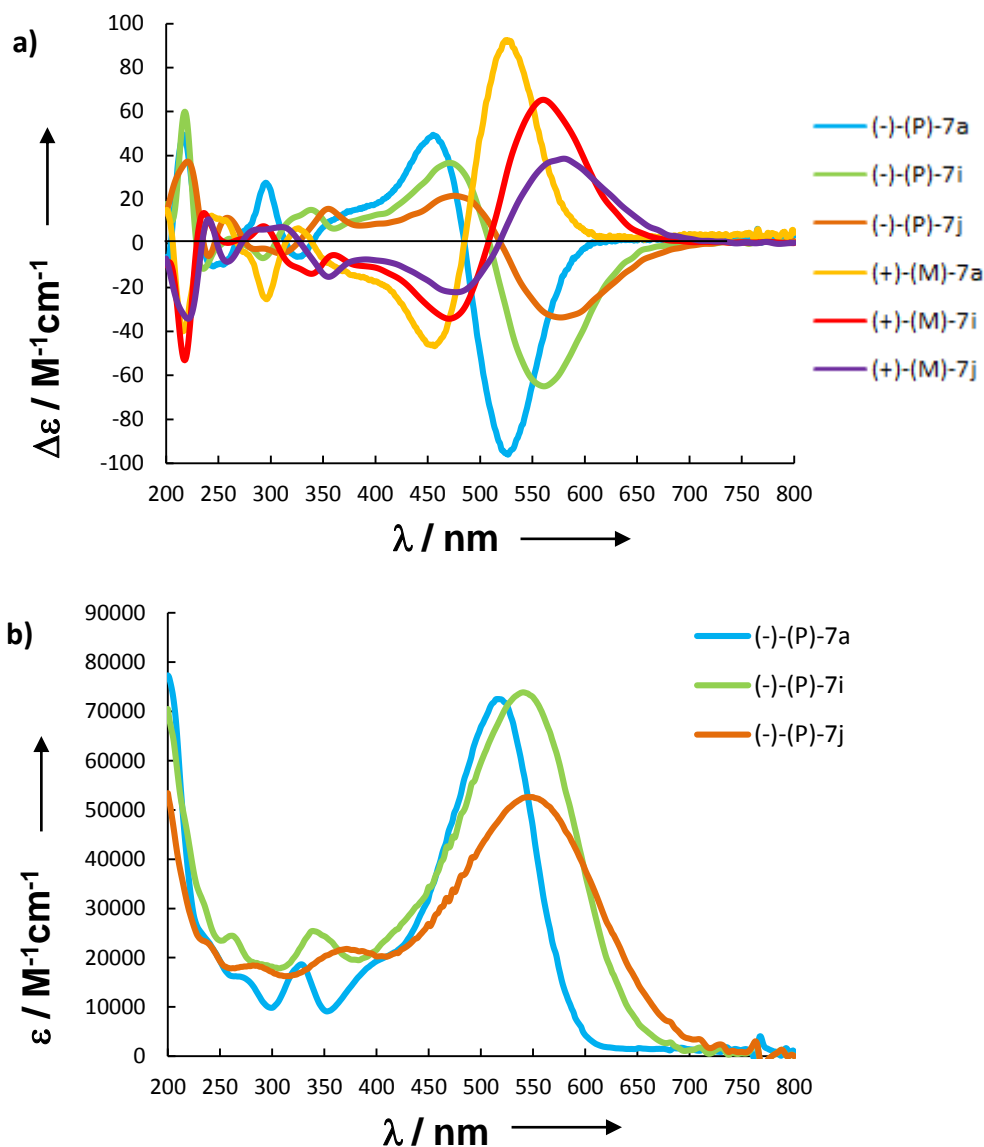 a)
Δε / M⁻¹cm⁻¹
100
80
60
40
20
0
-20
-40
-60
-80
-100
200 250 300 350 400 450 500 550 600 650 700 750 800
λ / nm
(-)-(P)-7a
(-)-(P)-7i
(-)-(P)-7j
(+)-(M)-7a
(+)-(M)-7i
(+)-(M)-7j
b)
ε / M⁻¹cm⁻¹
90000
80000
70000
60000
50000
40000
30000
20000
10000
0
200 250 300 350 400 450 500 550 600 650 700 750 800
λ / nm
(-)-(P)-7a
(-)-(P)-7i
(-)-(P)-7j